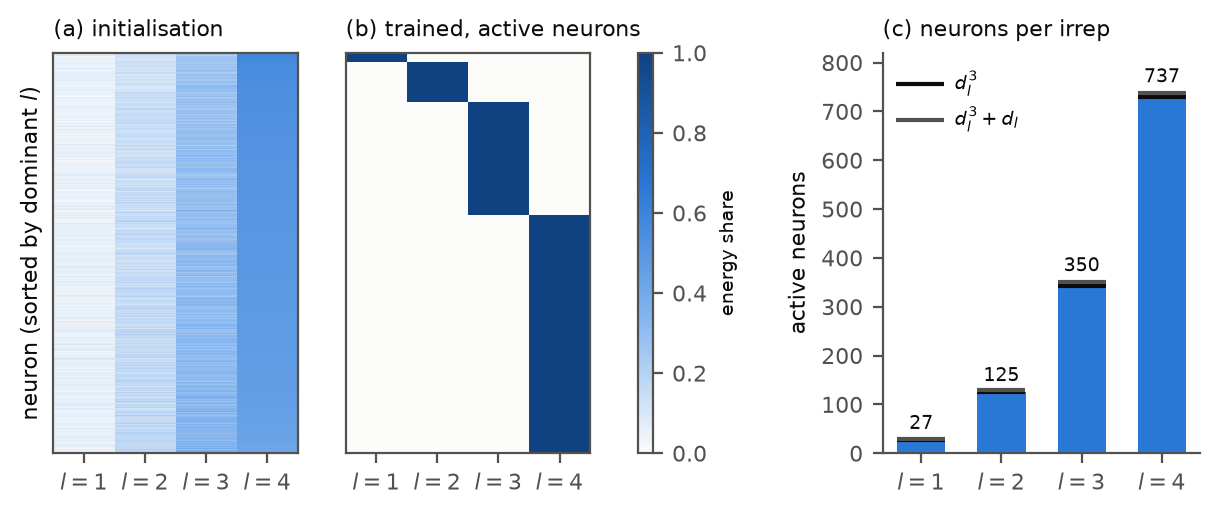 (a) initialisation
neuron (sorted by dominant l)
l = 1 l = 2 l = 3 l = 4
(b) trained, active neurons
l = 1 l = 2 l = 3 l = 4
1.0
0.8
0.6
0.4
0.2
0.0
energy share
(c) neurons per irrep
active neurons
800
700
600
500
400
300
200
100
0
d_l^3
d_l^3 + d_l
27
125
350
737
l = 1 l = 2 l = 3 l = 4